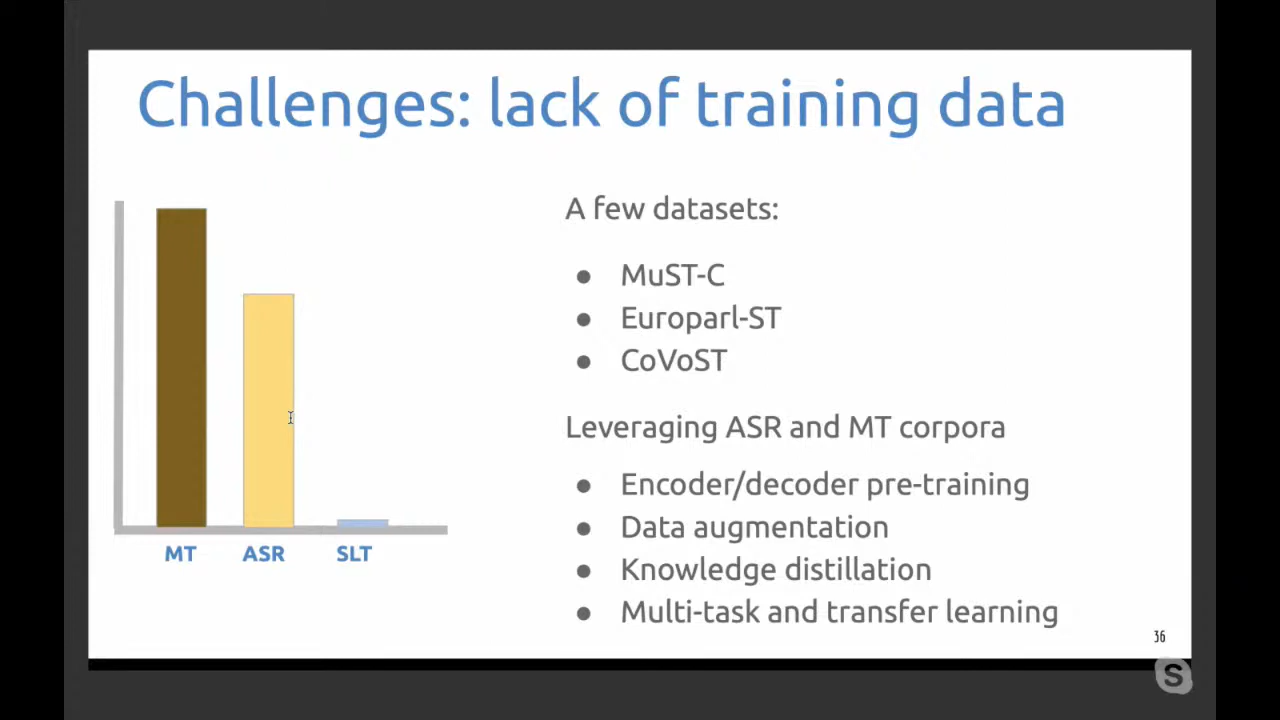 Challenges: lack of training data
MT ASR SLT
A few datasets:
● MuST-C
● Europarl-ST
● CoVoST
Leveraging ASR and MT corpora
● Encoder/decoder pre-training
● Data augmentation
● Knowledge distillation
● Multi-task and transfer learning
36
S